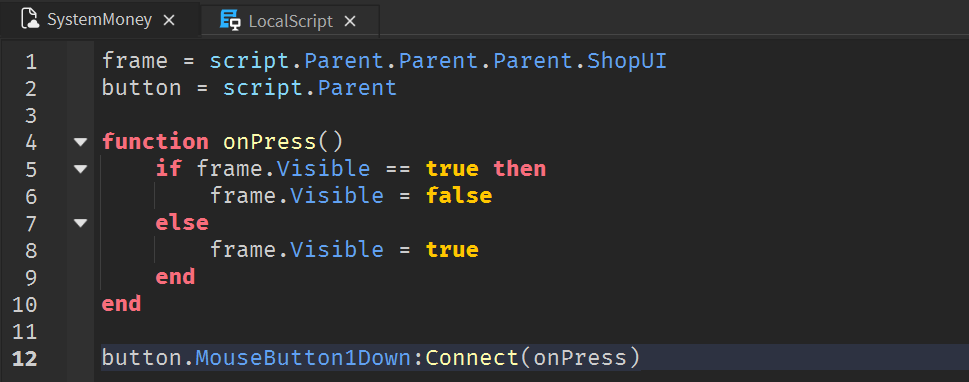 SystemMoney × LocalScript ×
1 frame = script.Parent.Parent.Parent.ShopUI
2 button = script.Parent
3
4 function onPress()
5 if frame.Visible == true then
6 frame.Visible = false
7 else
8 frame.Visible = true
9 end
10 end
11
12 button.MouseButton1Down:Connect(onPress)